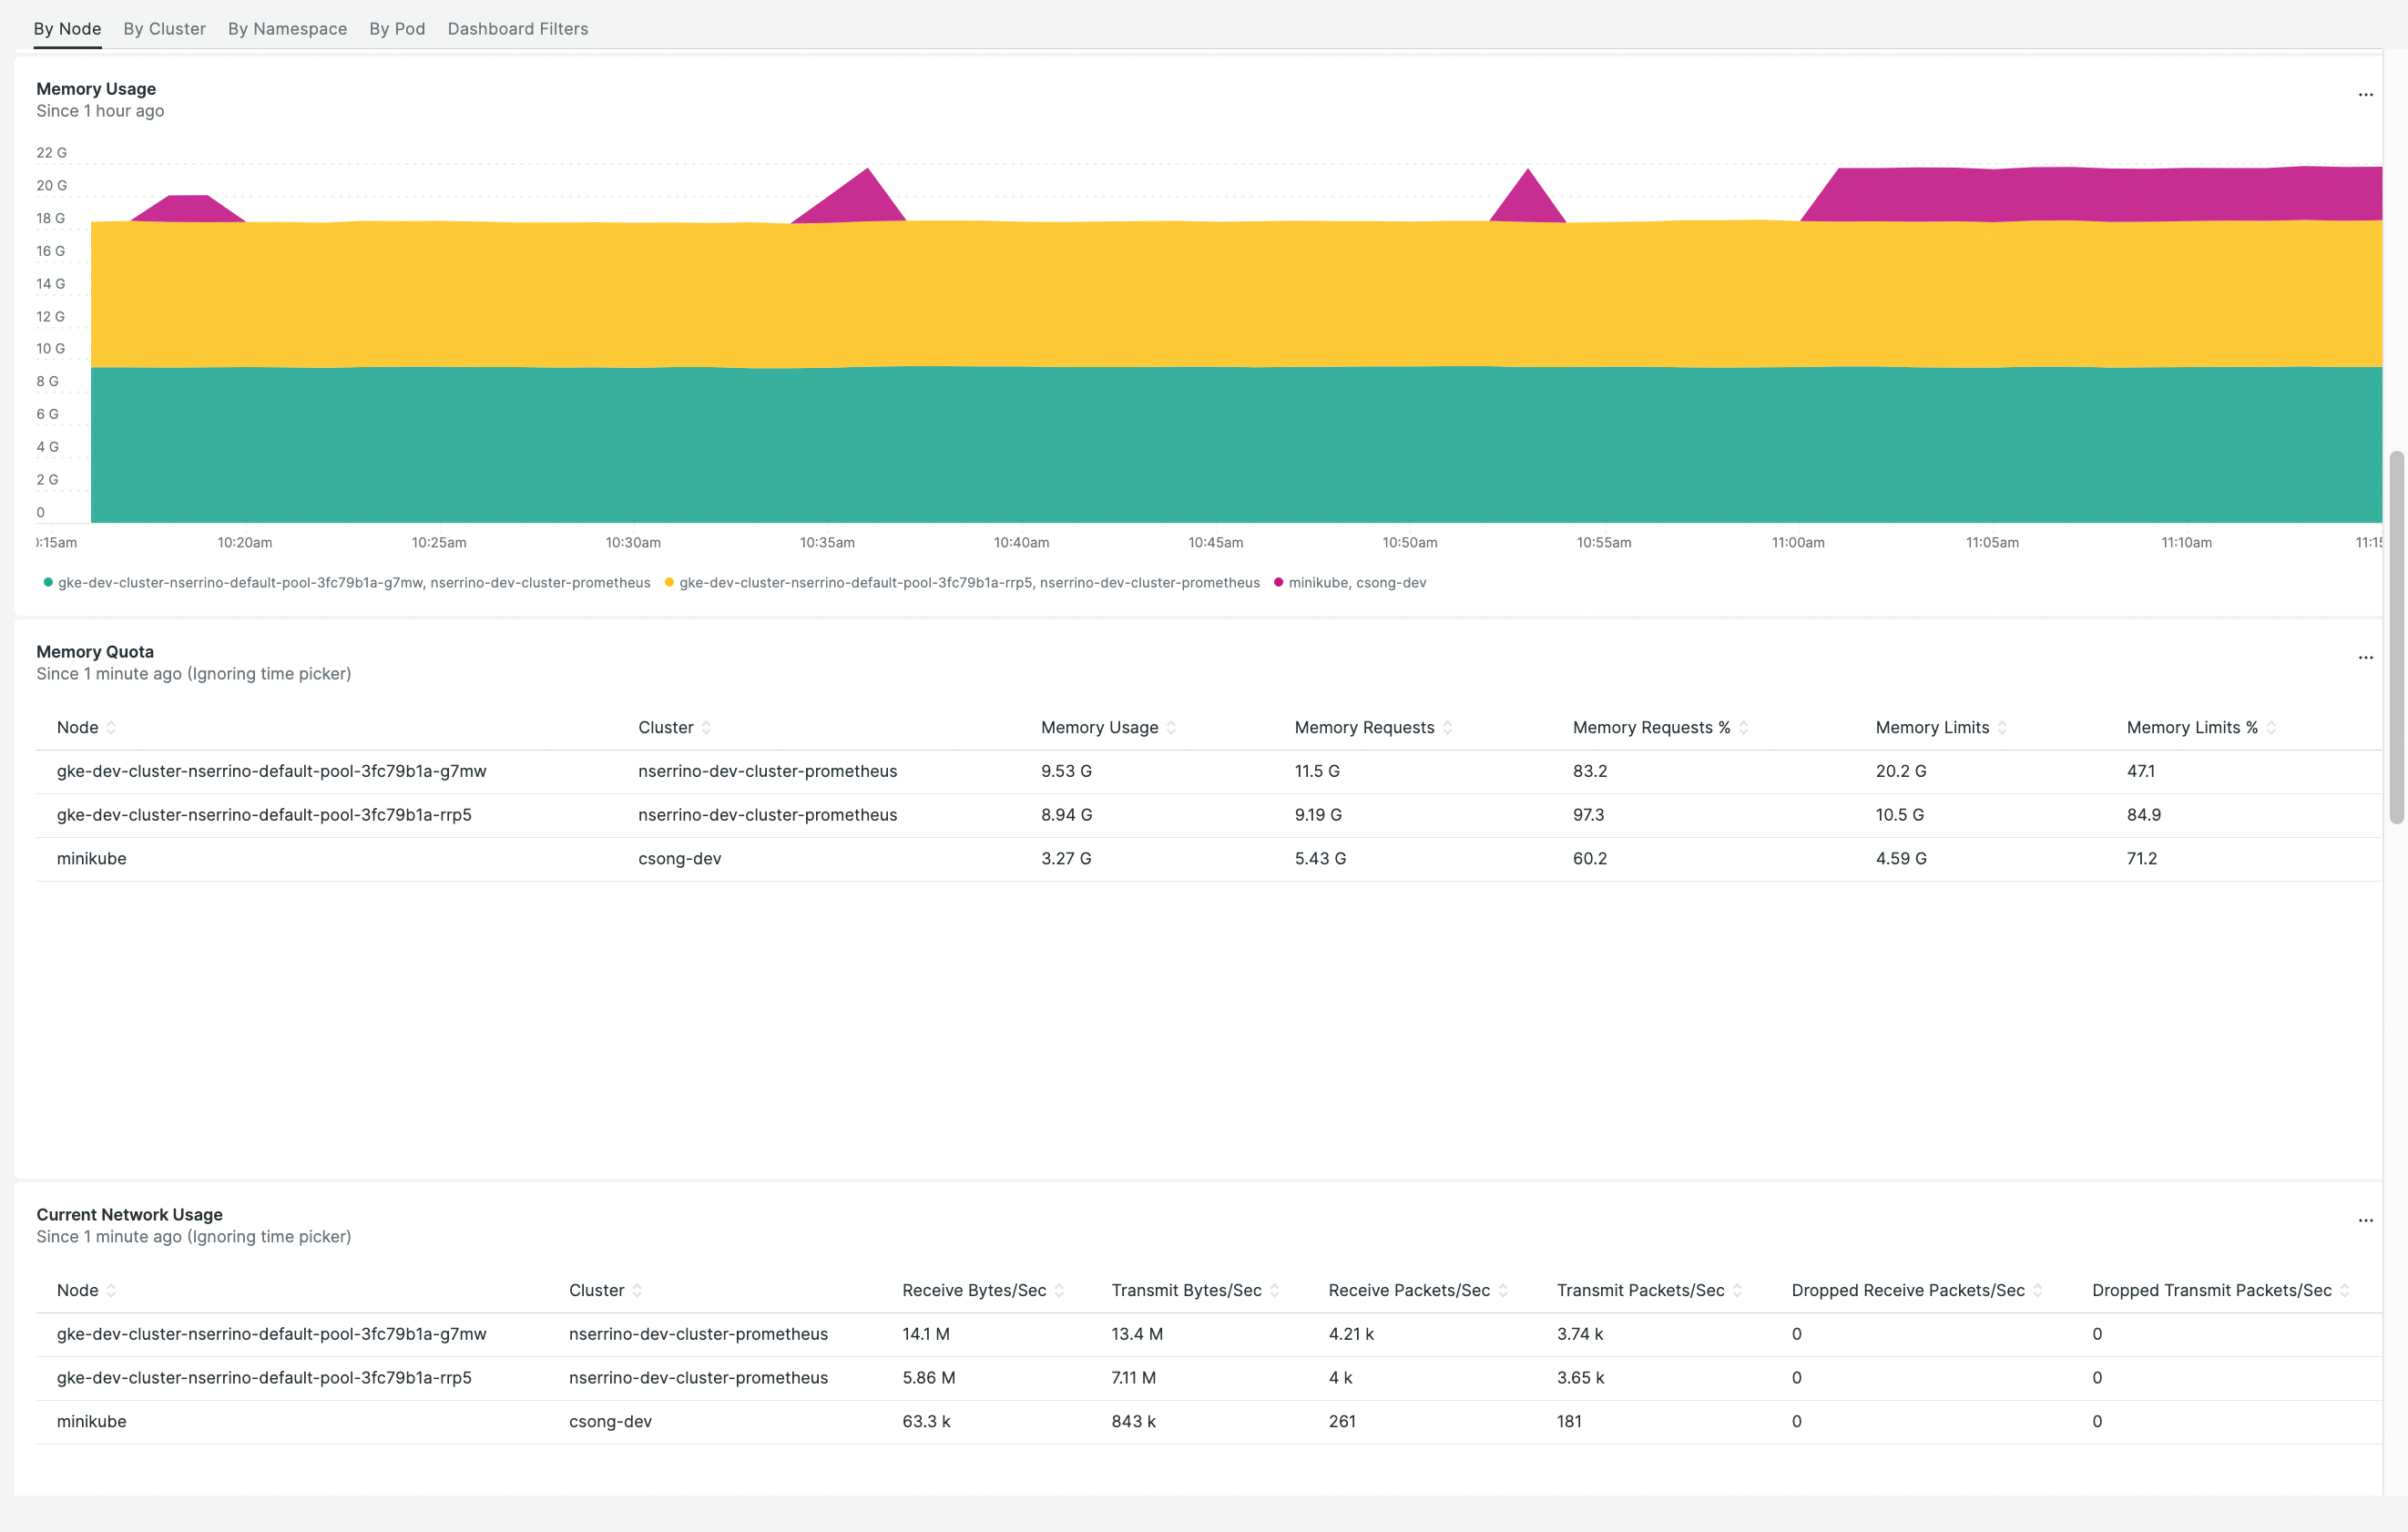 By Node By Cluster By Namespace By Pod Dashboard Filters
Memory Usage
Since 1 hour ago
...
22 G
20 G
18 G
16 G
14 G
12 G
10 G
8 G
6 G
4 G
2 G
0
):15am 10:20am 10:25am 10:30am 10:35am 10:40am 10:45am 10:50am 10:55am 11:00am 11:05am 11:10am 11:15
gke-dev-cluster-nserrino-default-pool-3fc79b1a-g7mw, nserrino-dev-cluster-prometheus gke-dev-cluster-nserrino-default-pool-3fc79b1a-rrp5, nserrino-dev-cluster-prometheus minikube, csong-dev
Memory Quota
Since 1 minute ago (Ignoring time picker)
...
Node Cluster Memory Usage Memory Requests Memory Requests % Memory Limits Memory Limits %
gke-dev-cluster-nserrino-default-pool-3fc79b1a-g7mw nserrino-dev-cluster-prometheus 9.53 G 11.5 G 83.2 20.2 G 47.1
gke-dev-cluster-nserrino-default-pool-3fc79b1a-rrp5 nserrino-dev-cluster-prometheus 8.94 G 9.19 G 97.3 10.5 G 84.9
minikube csong-dev 3.27 G 5.43 G 60.2 4.59 G 71.2
Current Network Usage
Since 1 minute ago (Ignoring time picker)
...
Node Cluster Receive Bytes/Sec Transmit Bytes/Sec Receive Packets/Sec Transmit Packets/Sec Dropped Receive Packets/Sec Dropped Transmit Packets/Sec
gke-dev-cluster-nserrino-default-pool-3fc79b1a-g7mw nserrino-dev-cluster-prometheus 14.1 M 13.4 M 4.21 k 3.74 k 0 0
gke-dev-cluster-nserrino-default-pool-3fc79b1a-rrp5 nserrino-dev-cluster-prometheus 5.86 M 7.11 M 4 k 3.65 k 0 0
minikube csong-dev 63.3 k 843 k 261 181 0 0